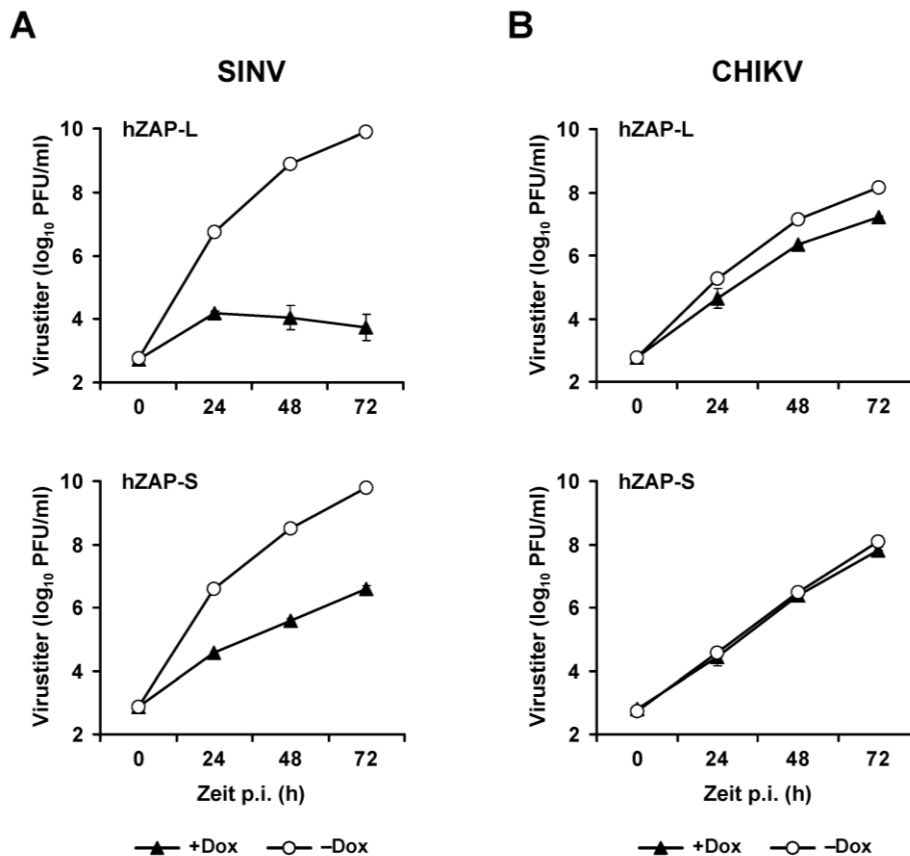 A
SINV
hZAP-L
Virustiter (log10 PFU/ml)
10
8
6
4
2
0 24 48 72
hZAP-S
Virustiter (log10 PFU/ml)
10
8
6
4
2
0 24 48 72
Zeit p.i. (h)
+Dox –Dox
B
CHIKV
hZAP-L
Virustiter (log10 PFU/ml)
10
8
6
4
2
0 24 48 72
hZAP-S
Virustiter (log10 PFU/ml)
10
8
6
4
2
0 24 48 72
Zeit p.i. (h)
+Dox –Dox